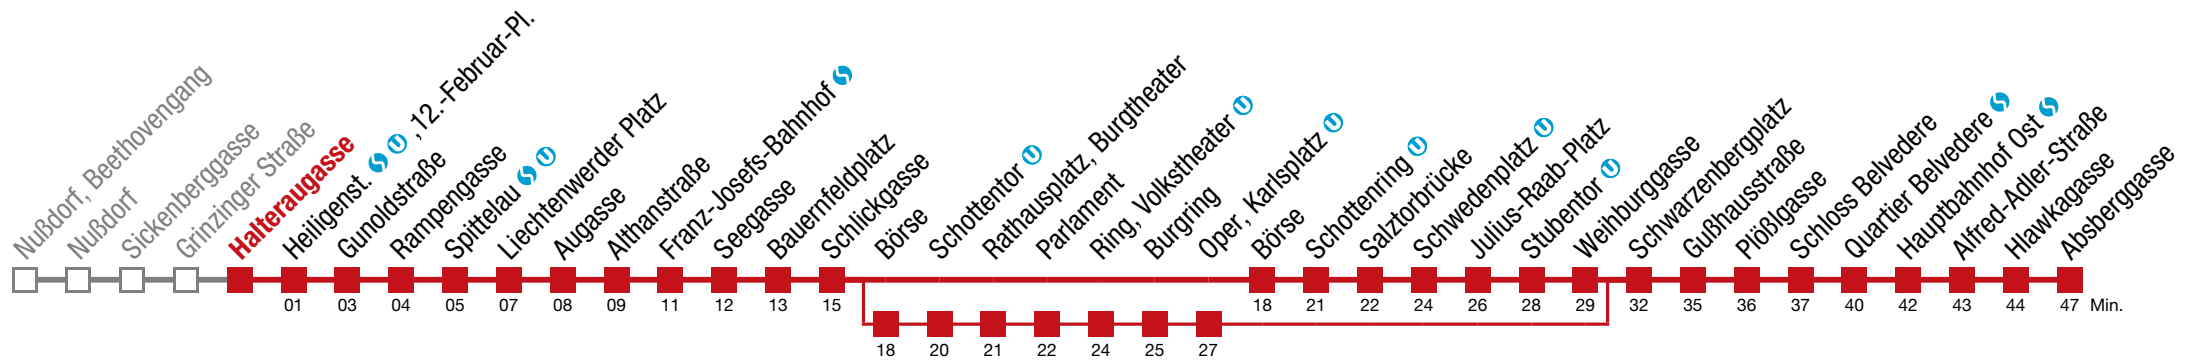 Nußdorf, Beethovengang
Nußdorf
Sickenberggasse
Grinzinger Straße
Halteraugasse
Heiligenst. S U , 12.-Februar-Pl.
Gunoldstraße
Rampengasse
Spittelau S U
Liechtenwerder Platz
Augasse
Althanstraße
Franz-Josefs-Bahnhof S
Seegasse
Bauernfeldplatz
Schlickgasse
Börse
Schottentor U
Rathausplatz, Burgtheater
Parlament
Ring, Volkstheater U
Burgring
Oper, Karlsplatz U
Börse
Schottenring U
Salztorbrücke
Schwedenplatz U
Julius-Raab-Platz
Stubentor U
Weihburggasse
Schwarzenbergplatz
Gußhausstraße
Plößlgasse
Schloss Belvedere
Quartier Belvedere S
Hauptbahnhof Ost S
Alfred-Adler-Straße
Hlawkagasse
Absberggasse
01 03 04 05 07 08 09 11 12 13 15 18 21 22 24 26 28 29 32 35 36 37 40 42 43 44 47 Min.
18 20 21 22 24 25 27